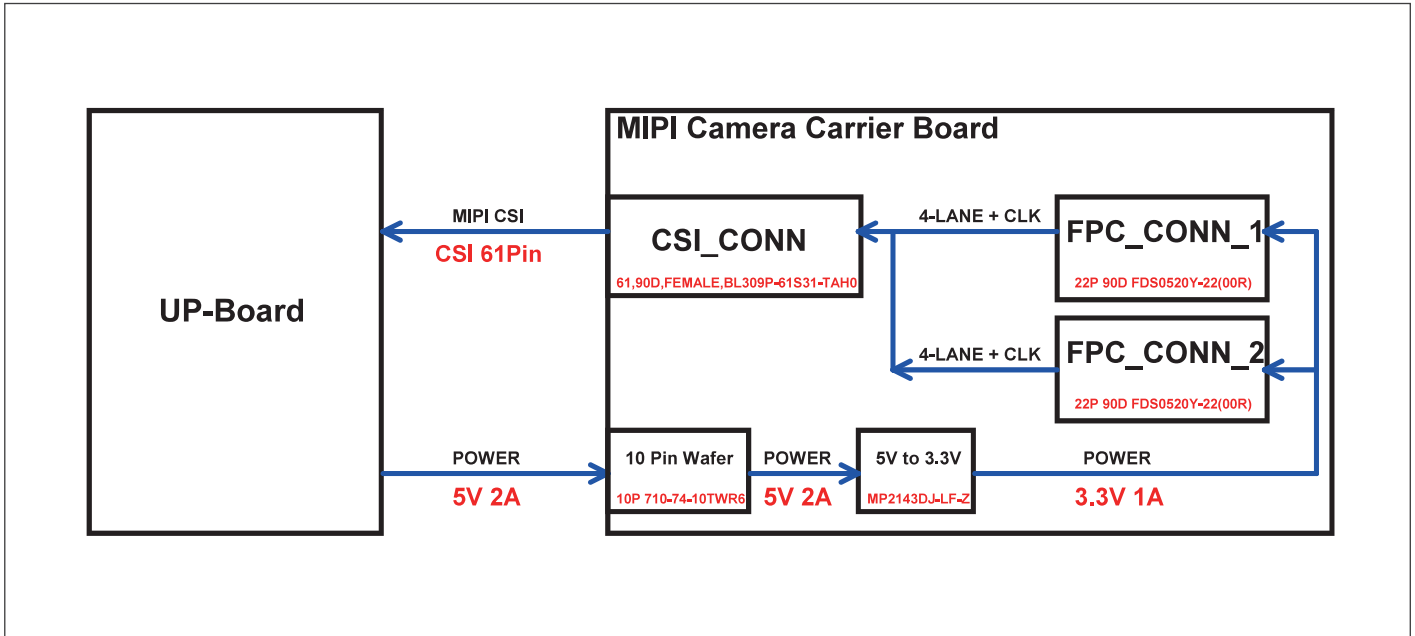 MIPI Camera Carrier Board
UP-Board
MIPI CSI
CSI 61Pin
CSI_CONN
61,90D,FEMALE,BL309P-61S31-TAH0
4-LANE + CLK
FPC_CONN_1
22P 90D FDS0520Y-22(00R)
4-LANE + CLK
FPC_CONN_2
22P 90D FDS0520Y-22(00R)
POWER
5V 2A
10 Pin Wafer
10P 710-74-10TWR6
POWER
5V 2A
5V to 3.3V
MP2143DJ-LF-Z
POWER
3.3V 1A